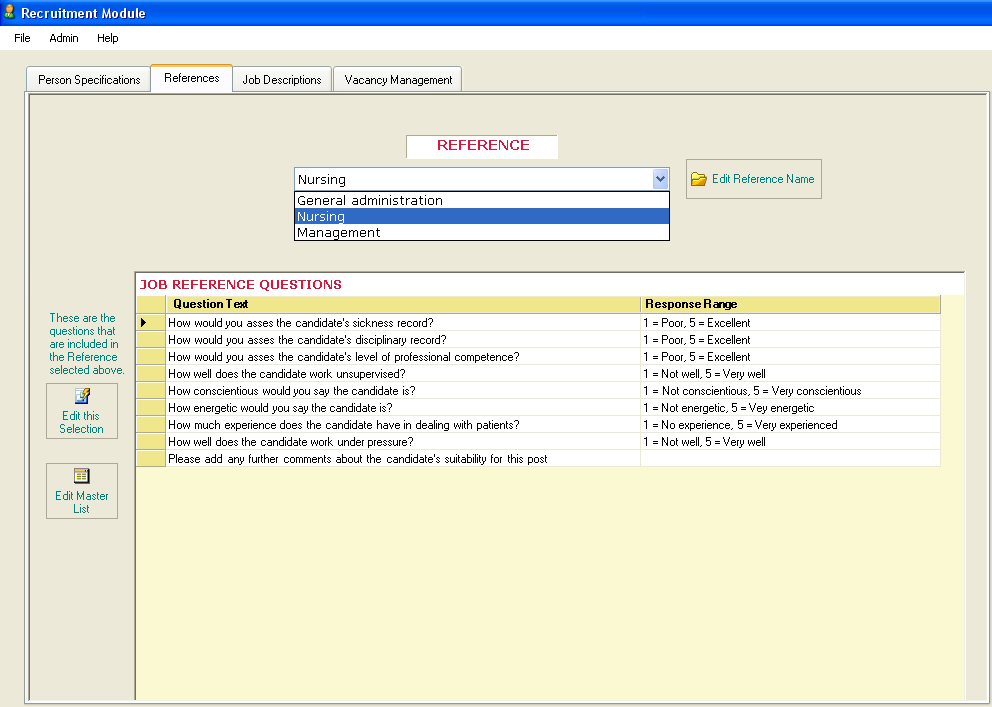 Recruitment Module
File Admin Help
Person Specifications References Job Descriptions Vacancy Management
REFERENCE
Nursing
Edit Reference Name
General administration
Nursing
Management
JOB REFERENCE QUESTIONS
Question Text Response Range
How would you asses the candidate's sickness record? 1 = Poor, 5 = Excellent
How would you asses the candidate's disciplinary record? 1 = Poor, 5 = Excellent
How would you asses the candidate's level of professional competence? 1 = Poor, 5 = Excellent
How well does the candidate work unsupervised? 1 = Not well, 5 = Very well
How conscientious would you say the candidate is? 1 = Not conscientious, 5 = Very conscientious
How energetic would you say the candidate is? 1 = Not energetic, 5 = Vey energetic
How much experience does the candidate have in dealing with patients? 1 = No experience, 5 = Very experienced
How well does the candidate work under pressure? 1 = Not well, 5 = Very well
Please add any further comments about the candidate's suitability for this post
These are the
questions that
are included in
the Reference
selected above.
Edit this
Selection
Edit Master
List